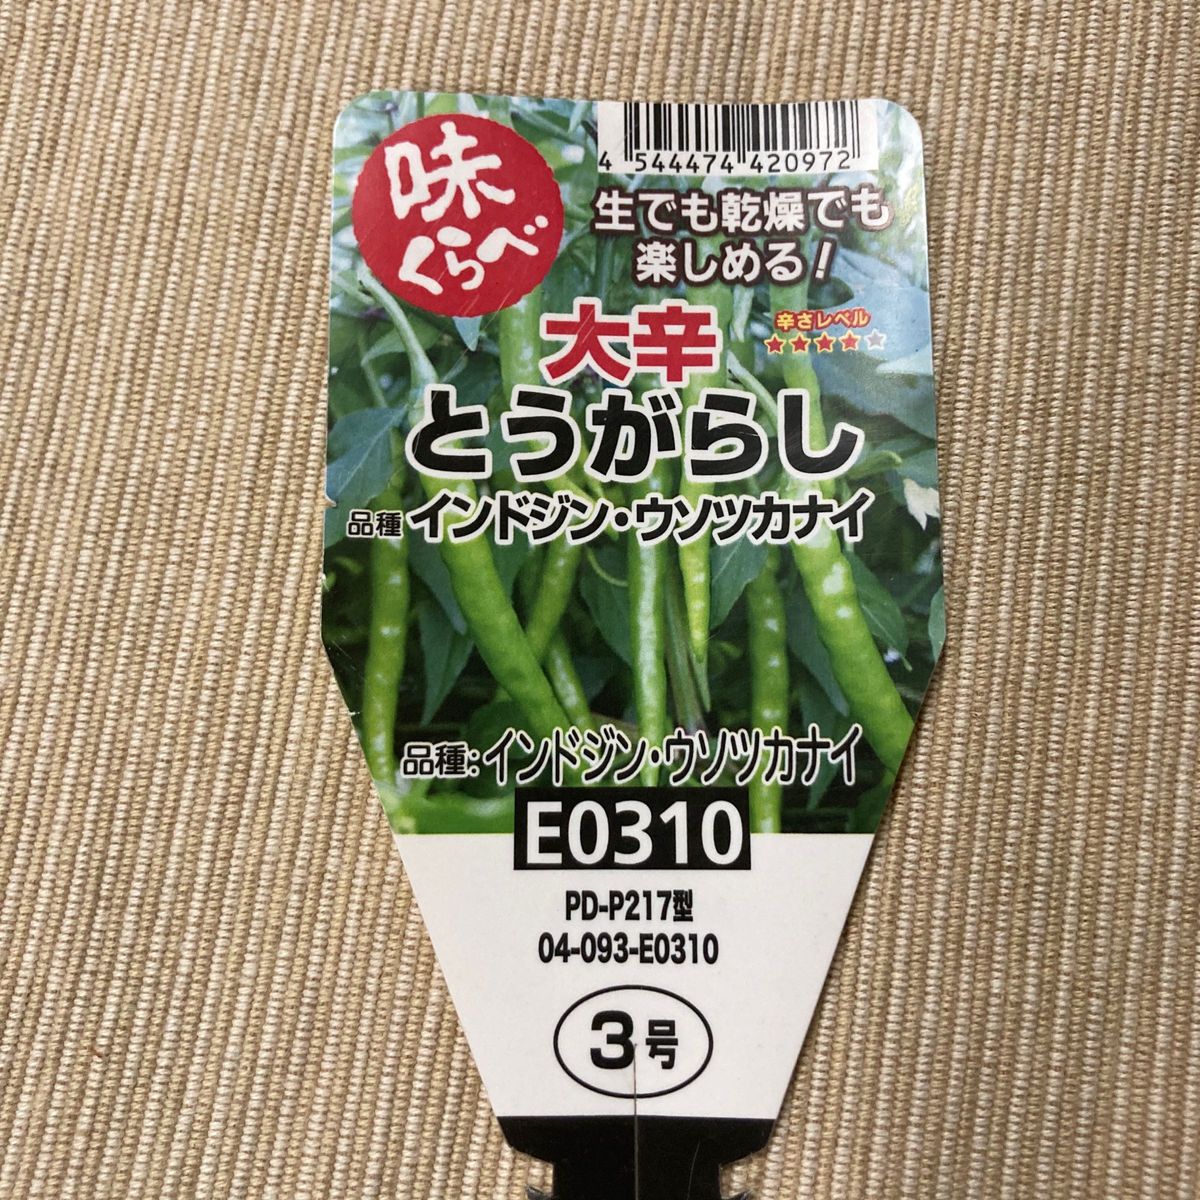 味
くらべ
4 544474 420972
生でも乾燥でも
楽しめる!
大辛
辛さレベル
★★★★★
とうがらし
品種 インドジン・ウソツカナイ
品種:インドジン・ウソツカナイ
E0310
PD-P217型
04-093-E0310
3号